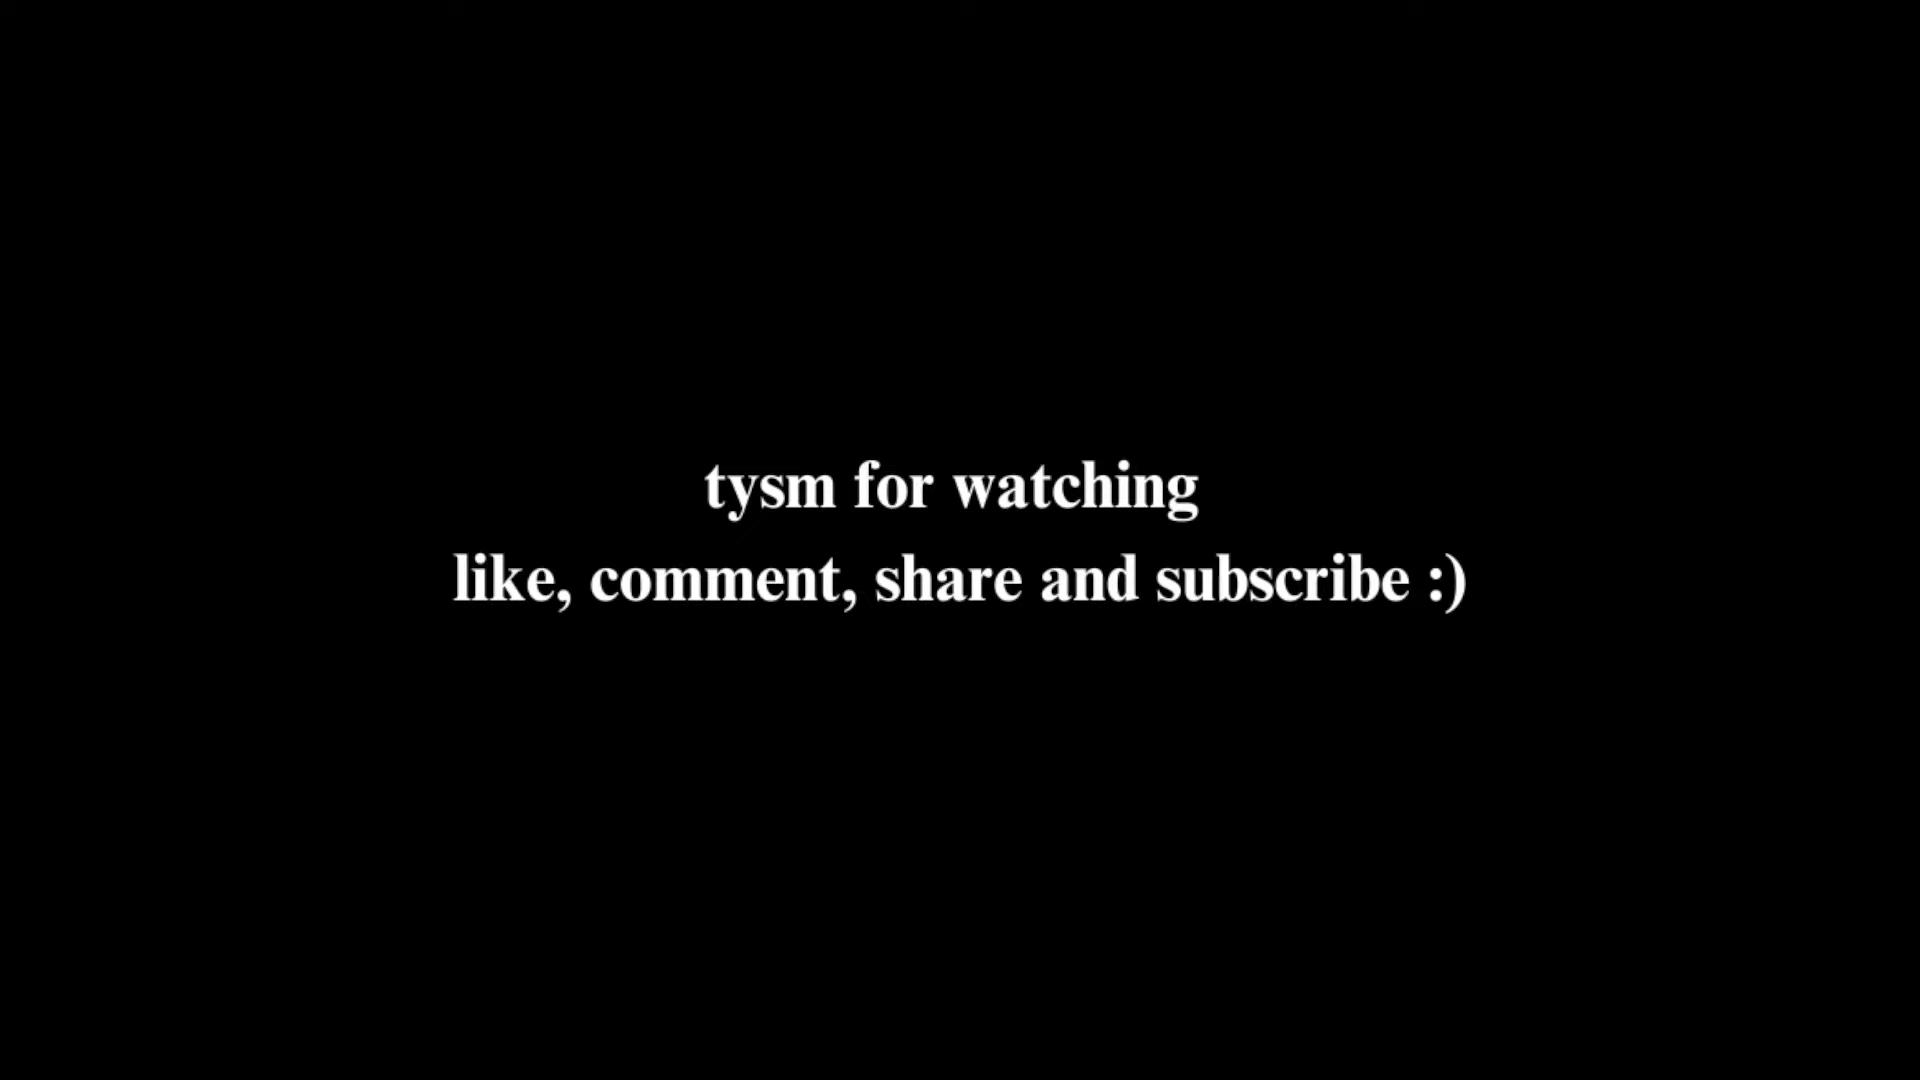 tysm for watching
like, comment, share and subscribe :)